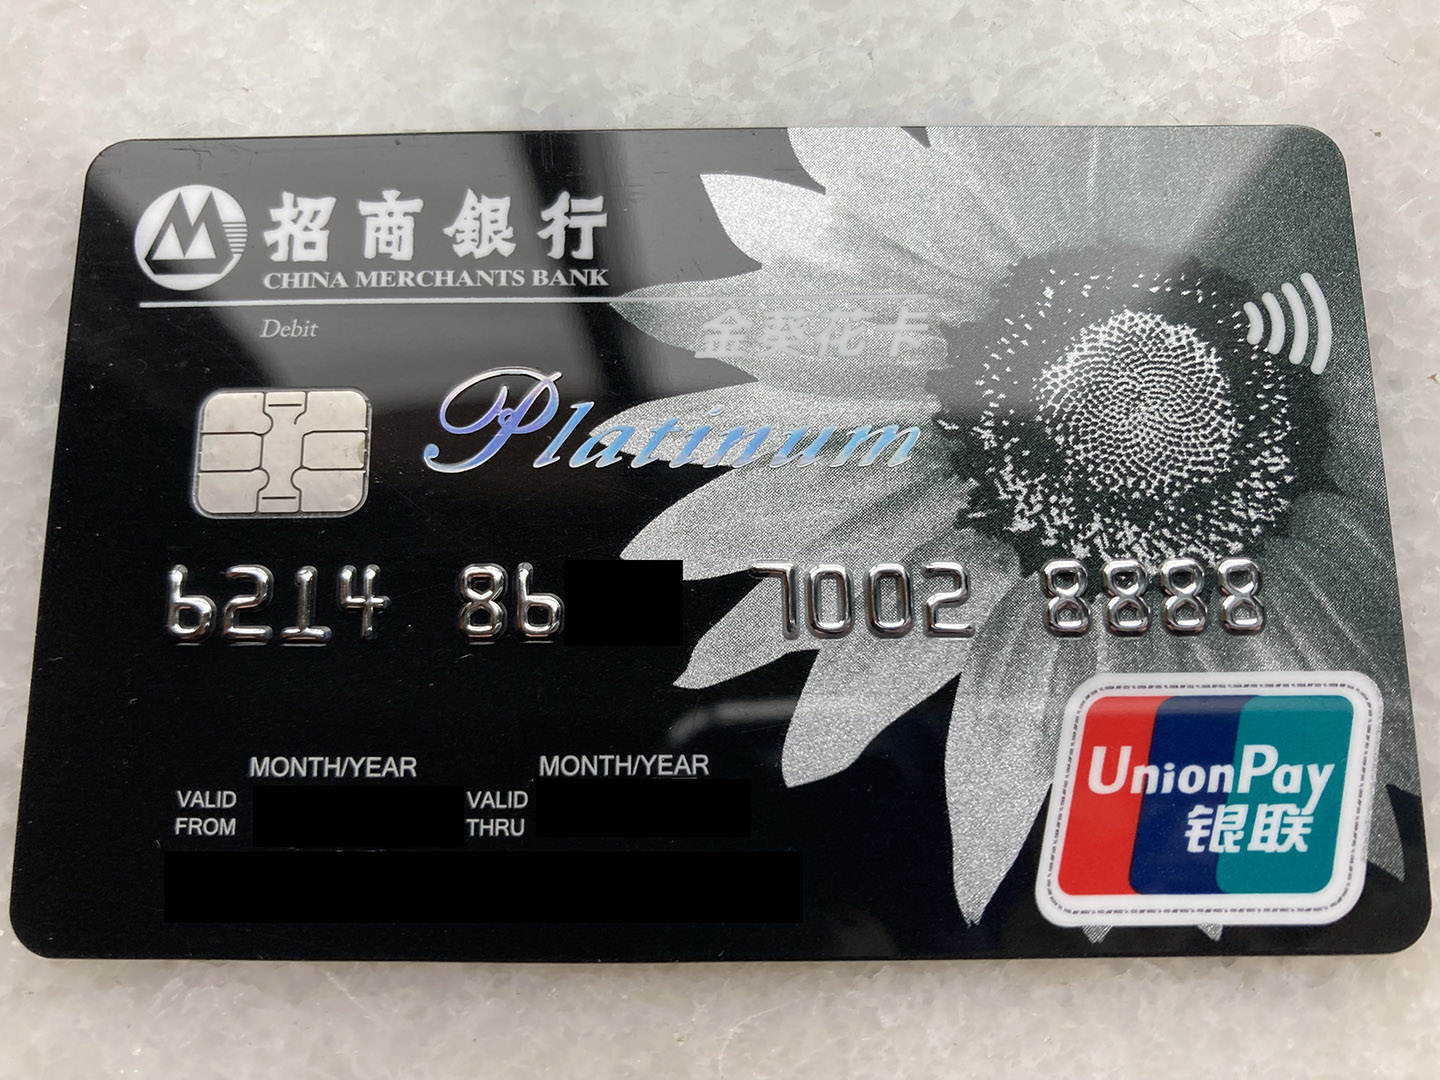 招商銀行
CHINA MERCHANTS BANK
Debit
金葵花卡
Platinum
6214 86 7002 8888
MONTH/YEAR MONTH/YEAR
VALID FROM VALID THRU
UnionPay
银联